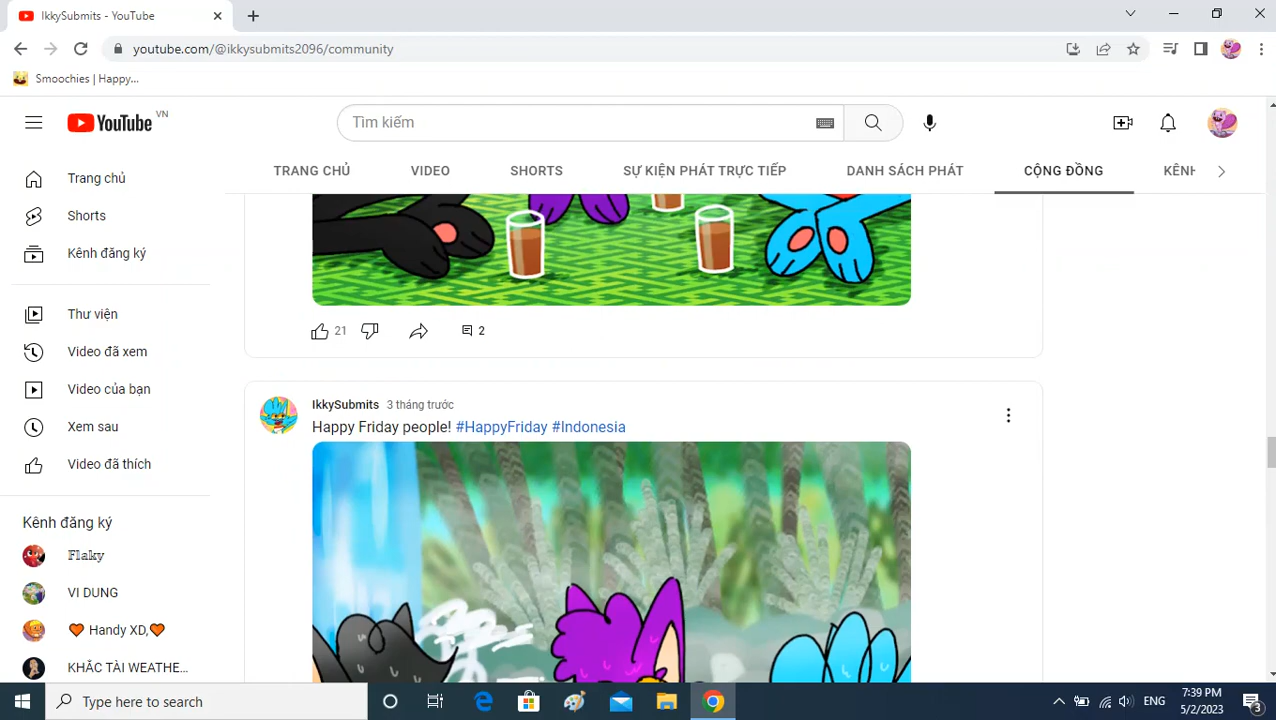 IkkySubmits - YouTube
youtube.com/@ikkysubmits2096/community
Smoochies | Happy...
YouTube VN
Tìm kiếm
TRANG CHỦ VIDEO SHORTS SỰ KIỆN PHÁT TRỰC TIẾP DANH SÁCH PHÁT CỘNG ĐỒNG KÊNH
Trang chủ
Shorts
Kênh đăng ký
Thư viện
Video đã xem
Video của bạn
Xem sau
Video đã thích
Kênh đăng ký
Flaky
VI DUNG
🧡 Handy XD,🧡
KHẮC TÀI WEATHE...
21 2
IkkySubmits 3 tháng trước
Happy Friday people! #HappyFriday #Indonesia
Type here to search
ENG
7:39 PM
5/2/2023
3